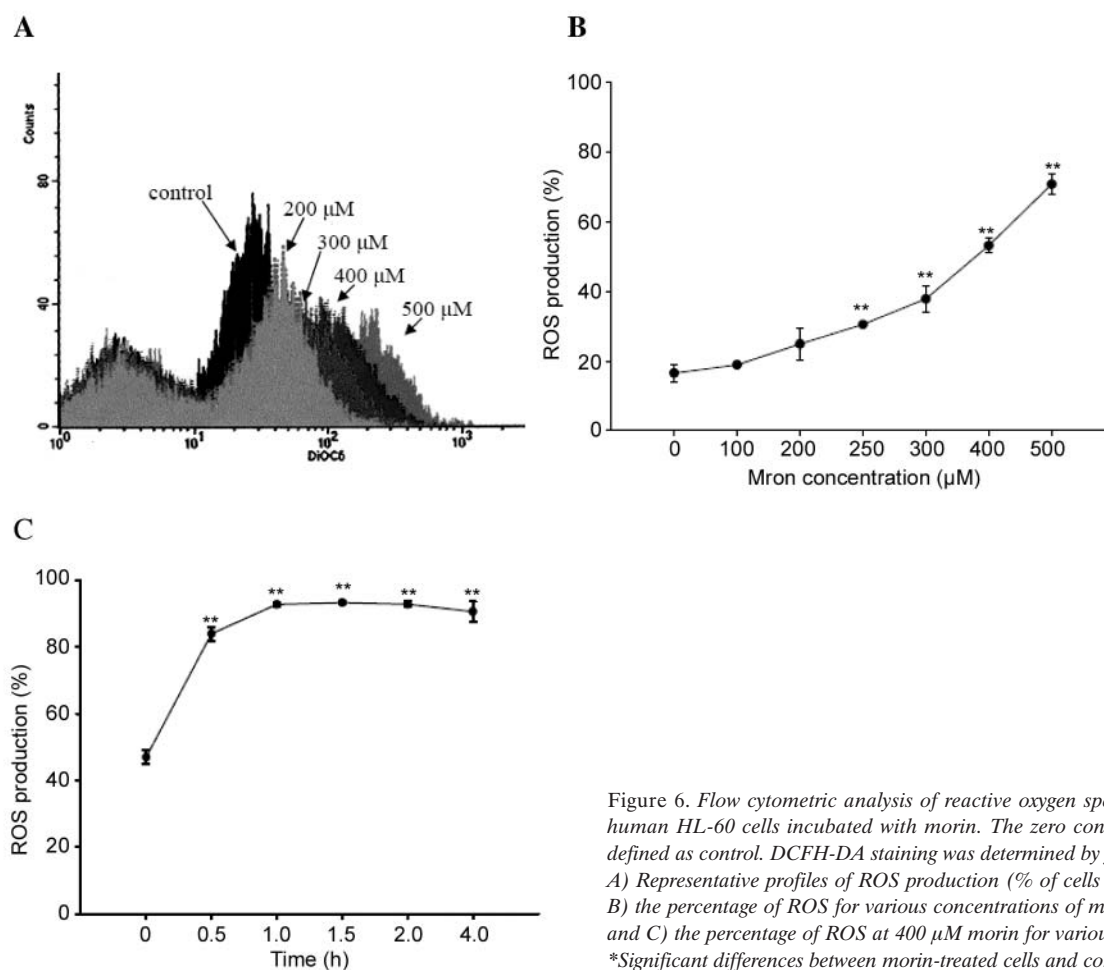 A
Counts
80
40
0
control
200 µM
300 µM
400 µM
500 µM
10⁰
10¹
10²
10³
DiOC6
B
ROS production (%)
100
80
60
40
20
0
**
**
**
**
0 100 200 250 300 400 500
Mron concentration (µM)
C
ROS production (%)
100
80
60
40
20
0
** ** ** ** **
0 0.5 1.0 1.5 2.0 4.0
Time (h)
Figure 6. Flow cytometric analysis of reactive oxygen spe
human HL-60 cells incubated with morin. The zero con
defined as control. DCFH-DA staining was determined by
A) Representative profiles of ROS production (% of cells
B) the percentage of ROS for various concentrations of m
and C) the percentage of ROS at 400 µM morin for variou
*Significant differences between morin-treated cells and co